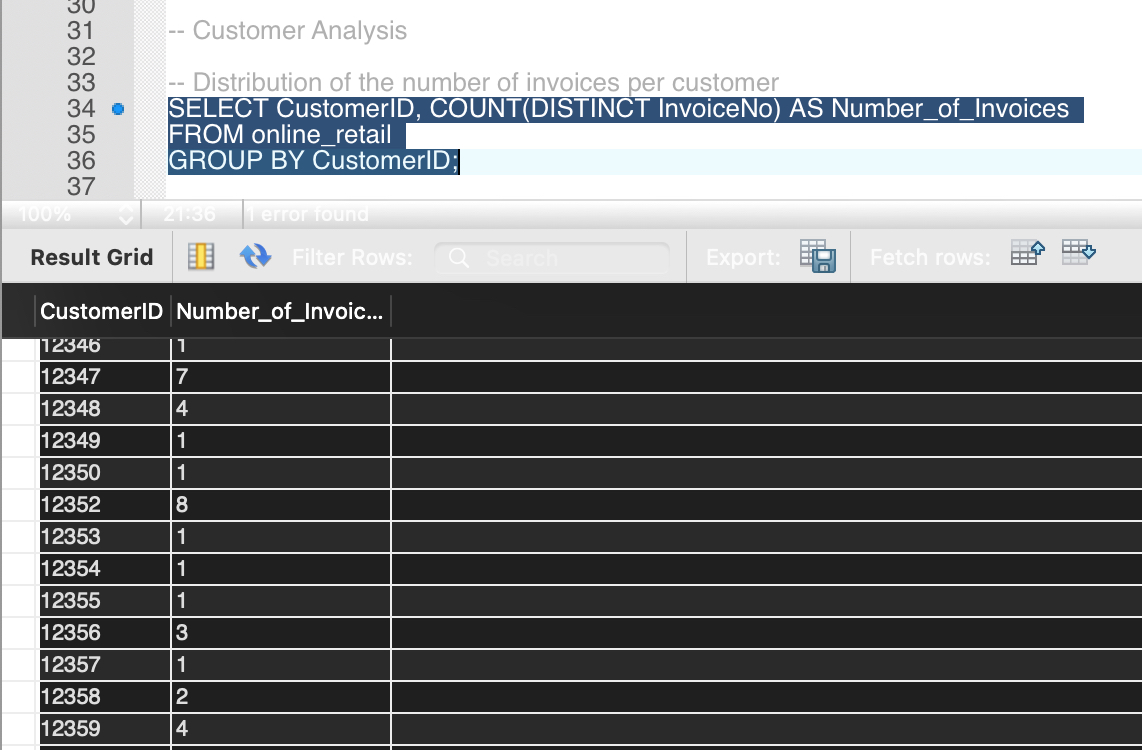 30
31 -- Customer Analysis
32
33 -- Distribution of the number of invoices per customer
34 SELECT CustomerID, COUNT(DISTINCT InvoiceNo) AS Number_of_Invoices
35 FROM online_retail
36 GROUP BY CustomerID;
37
100% 21:36 1 error found
Result Grid Filter Rows: Search Export: Fetch rows:
CustomerID Number_of_Invoic...
12346 1
12347 7
12348 4
12349 1
12350 1
12352 8
12353 1
12354 1
12355 1
12356 3
12357 1
12358 2
12359 4